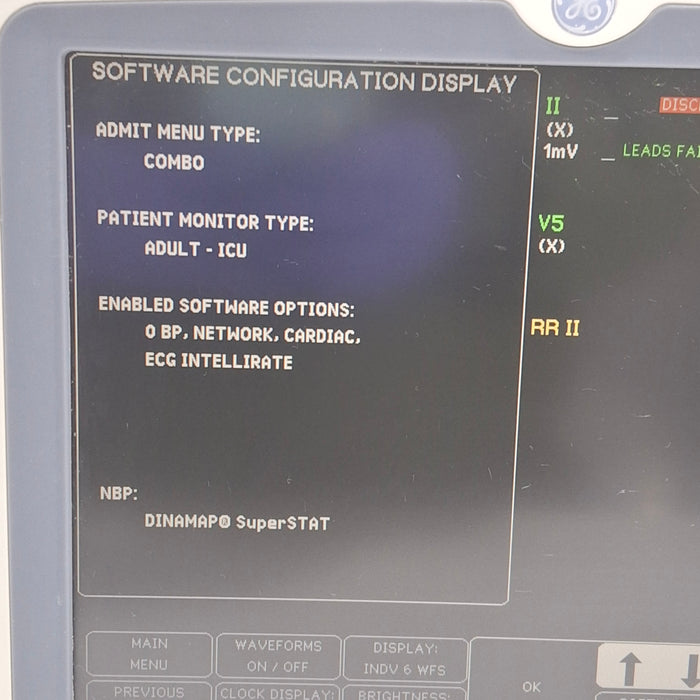 SOFTWARE CONFIGURATION DISPLAY
ADMIT MENU TYPE:
COMBO
PATIENT MONITOR TYPE:
ADULT - ICU
ENABLED SOFTWARE OPTIONS:
0 BP, NETWORK, CARDIAC,
ECG INTELLIRATE
NBP:
DINAMAP® SuperSTAT
II
(X)
1mV
LEADS FAI
V5
(X)
RR II
MAIN
MENU
WAVEFORMS
ON / OFF
DISPLAY:
INDV 6 WFS
OK
PREVIOUS
CLOCK DISPLAY:
BRIGHTNESS: